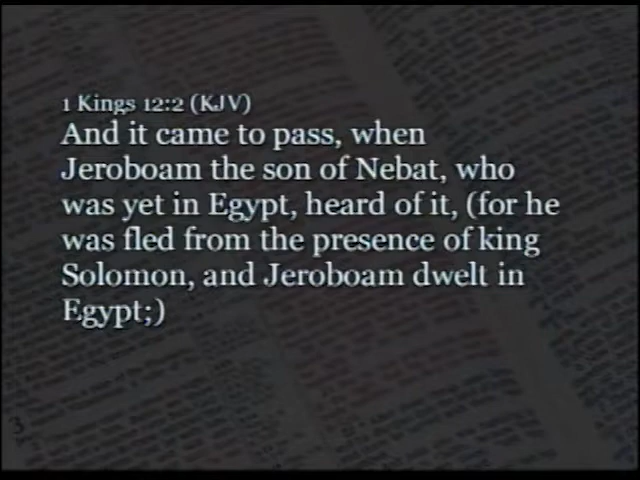 1 Kings 12:2 (KJV)
And it came to pass, when
Jeroboam the son of Nebat, who
was yet in Egypt, heard of it, (for he
was fled from the presence of king
Solomon, and Jeroboam dwelt in
Egypt;)